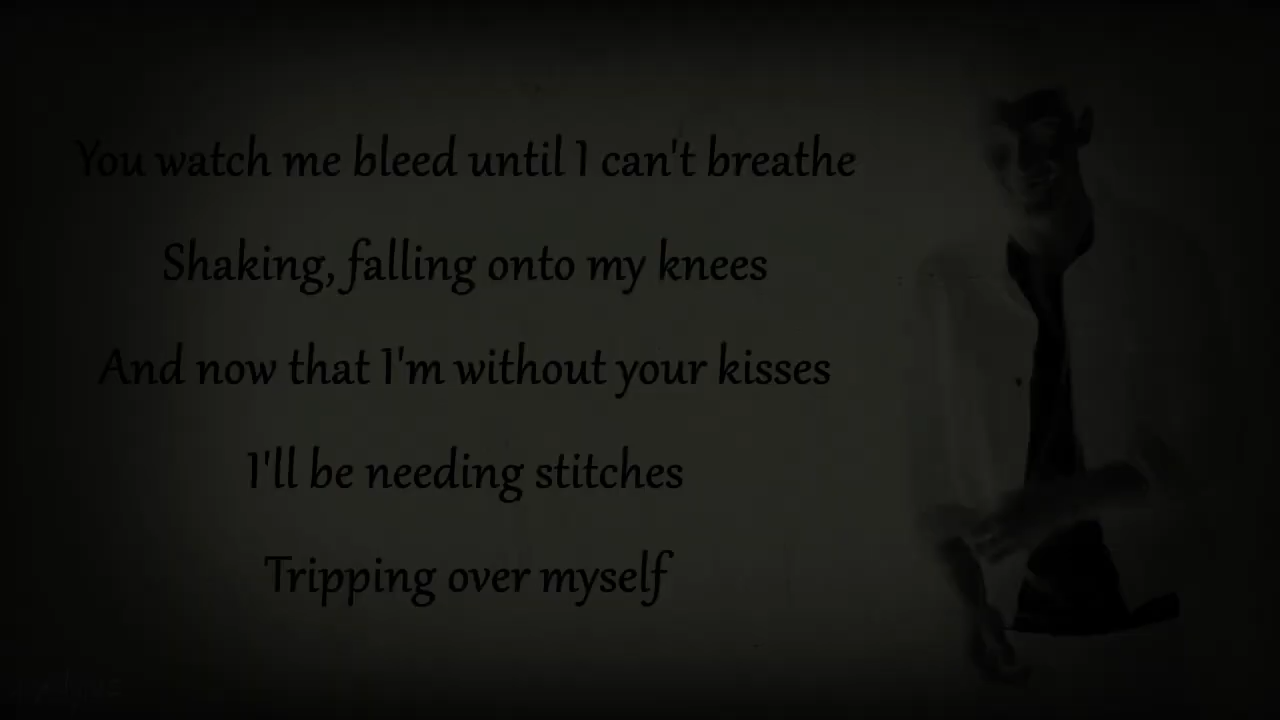 You watch me bleed until I can't breathe
Shaking, falling onto my knees
And now that I'm without your kisses
I'll be needing stitches
Tripping over myself